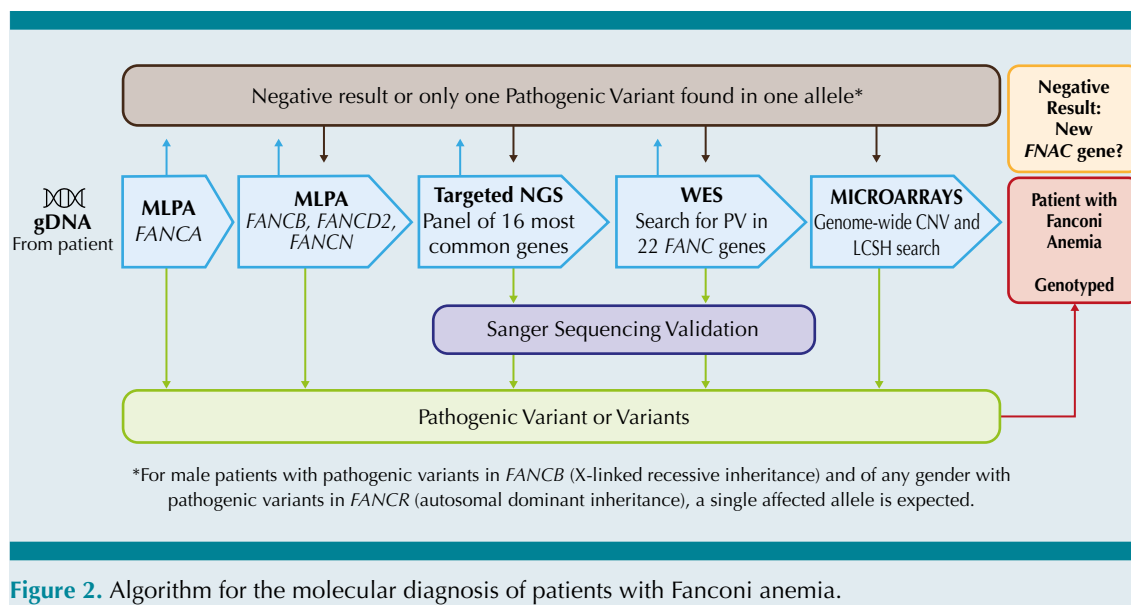 Negative result or only one Pathogenic Variant found in one allele*
Negative
Result:
New
FNAC gene?
gDNA
From patient
MLPA
FANCA
MLPA
FANCB, FANCD2,
FANCN
Targeted NGS
Panel of 16 most
common genes
WES
Search for PV in
22 FANC genes
MICROARRAYS
Genome-wide CNV and
LCSH search
Patient with
Fanconi
Anemia
Genotyped
Sanger Sequencing Validation
Pathogenic Variant or Variants
*For male patients with pathogenic variants in FANCB (X-linked recessive inheritance) and of any gender with
pathogenic variants in FANCR (autosomal dominant inheritance), a single affected allele is expected.
Figure 2. Algorithm for the molecular diagnosis of patients with Fanconi anemia.